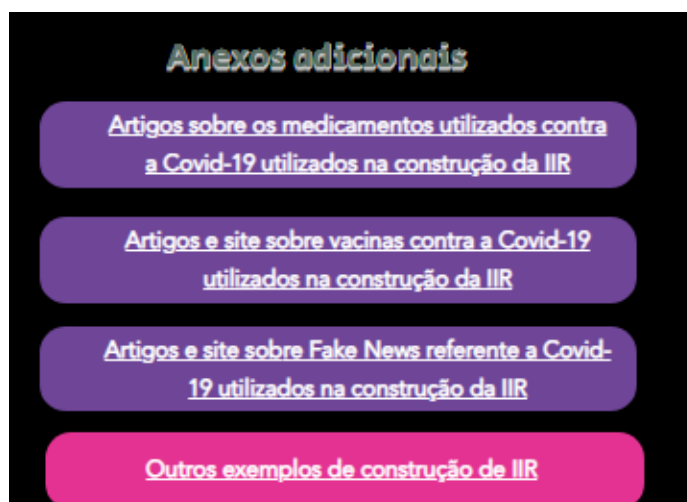 Anexos adicionais
Artigos sobre os medicamentos utilizados contra
a Covid-19 utilizados na construção da IIR
Artigos e site sobre vacinas contra a Covid-19
utilizados na construção da IIR
Artigos e site sobre Fake News referente a Covid-
19 utilizados na construção da IIR
Outros exemplos de construção de IIR